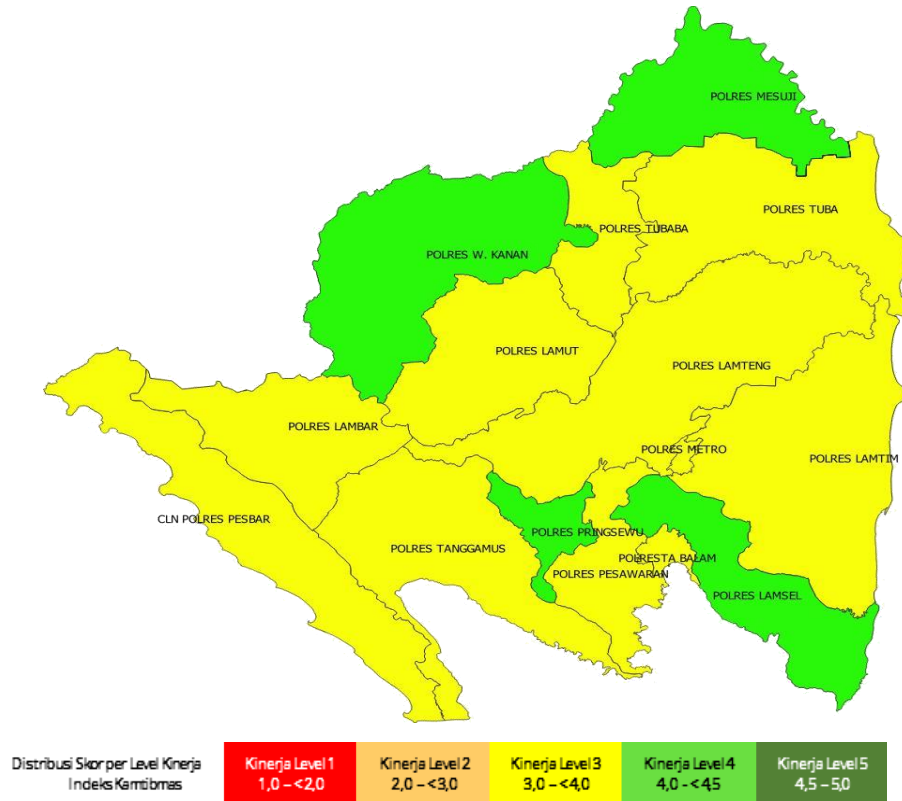 POLRES MESUJI
POLRES TUBA
POLRES TUBABA
POLRES W. KANAN
POLRES LAMUT
POLRES LAMTENG
POLRES LAMBAR
POLRES METRO
POLRES LAMTIM
CLN POLRES PESBAR
POLRES PRINGSEWU
POLRES TANGGAMUS
POLRESTA BALAM
POLRES PESAWARAN
POLRES LAMSEL
Distribusi Skor per Level Kinerja
Indeks Kamtibmas
Kinerja Level 1
1,0 – <2,0
Kinerja Level 2
2,0 – <3,0
Kinerja Level 3
3,0 – <4,0
Kinerja Level 4
4,0 – <4,5
Kinerja Level 5
4,5 – 5,0